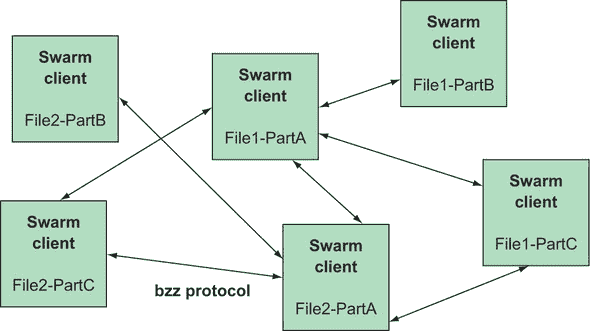 Swarm
client
File2-PartB
Swarm
client
File1-PartA
Swarm
client
File1-PartB
Swarm
client
File2-PartC
bzz protocol
Swarm
client
File2-PartA
Swarm
client
File1-PartC